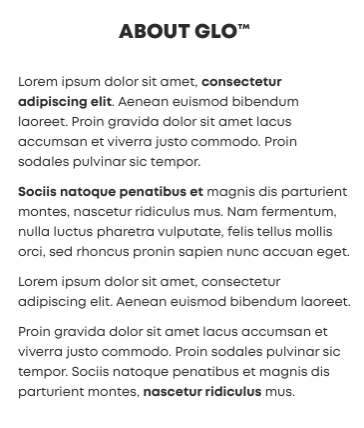 ABOUT GLO™
Lorem ipsum dolor sit amet, consectetur
adipiscing elit. Aenean euismod bibendum
laoreet. Proin gravida dolor sit amet lacus
accumsan et viverra justo commodo. Proin
sodales pulvinar sic tempor.
Sociis natoque penatibus et magnis dis parturient
montes, nascetur ridiculus mus. Nam fermentum,
nulla luctus pharetra vulputate, felis tellus mollis
orci, sed rhoncus pronin sapien nunc accuan eget.
Lorem ipsum dolor sit amet, consectetur
adipiscing elit. Aenean euismod bibendum laoreet.
Proin gravida dolor sit amet lacus accumsan et
viverra justo commodo. Proin sodales pulvinar sic
tempor. Sociis natoque penatibus et magnis dis
parturient montes, nascetur ridiculus mus.